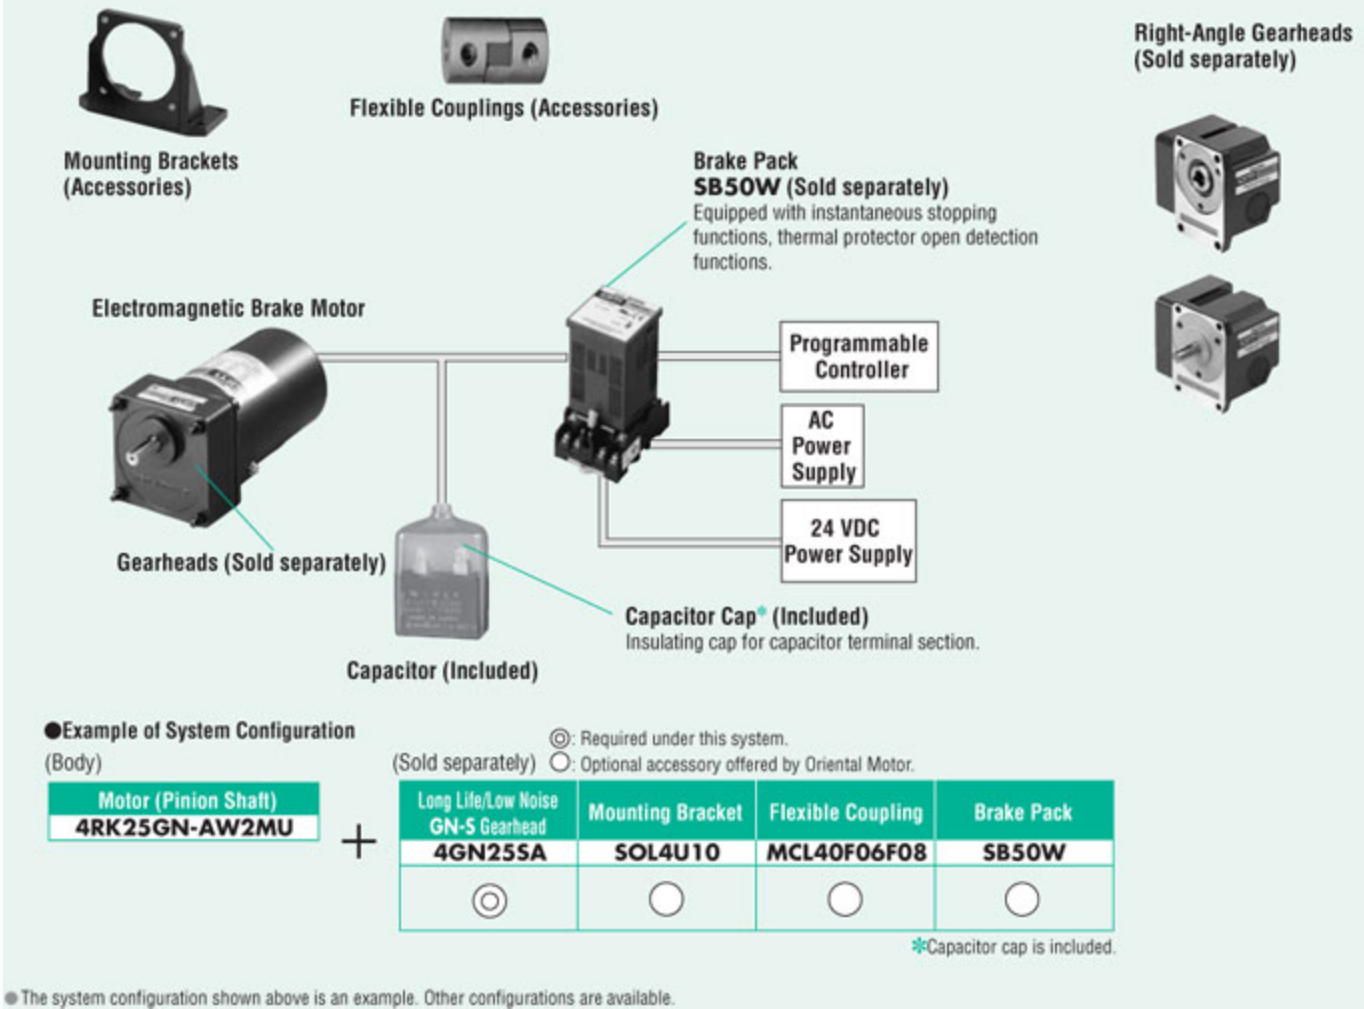 Right-Angle Gearheads
(Sold separately)
Flexible Couplings (Accessories)
Mounting Brackets
(Accessories)
Brake Pack
SB50W (Sold separately)
Equipped with instantaneous stopping
functions, thermal protector open detection
functions.
Electromagnetic Brake Motor
Programmable
Controller
AC
Power
Supply
24 VDC
Power Supply
Gearheads (Sold separately)
Capacitor Cap* (Included)
Insulating cap for capacitor terminal section.
Capacitor (Included)
●Example of System Configuration
(Body)
(Sold separately)
◎: Required under this system.
○: Optional accessory offered by Oriental Motor.
Motor (Pinion Shaft)
4RK25GN-AW2MU
+
Long Life/Low Noise
GN-S Gearhead
Mounting Bracket
Flexible Coupling
Brake Pack
4GN25SA
SOL4U10
MCL40F06F08
SB50W
◎
○
○
○
*Capacitor cap is included.
● The system configuration shown above is an example. Other configurations are available.